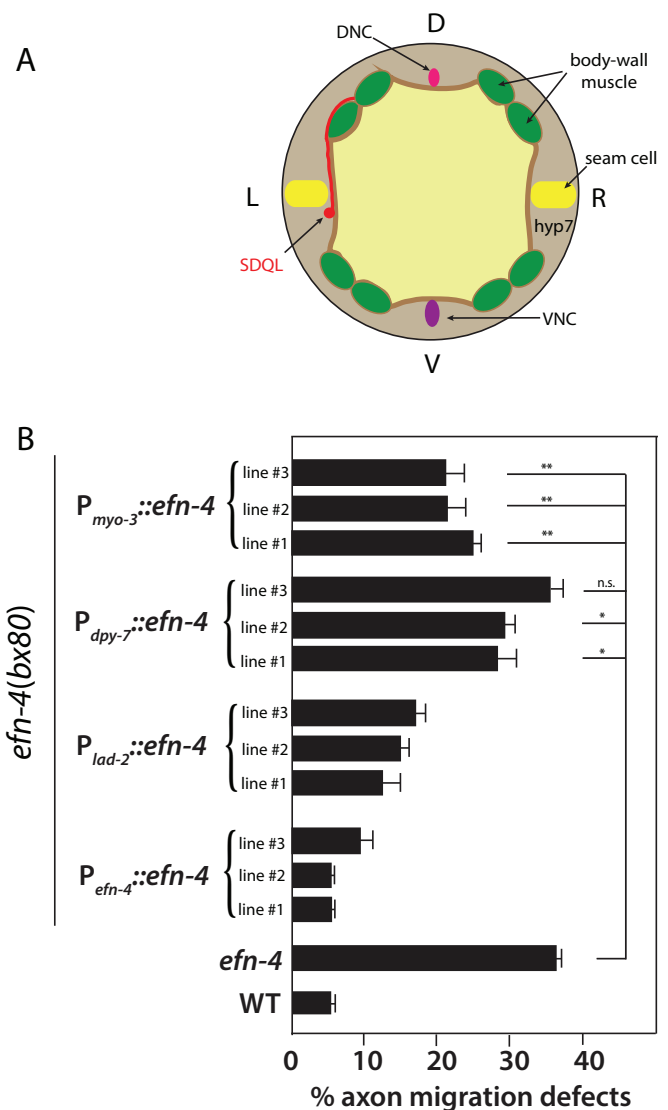 A
D
DNC
body-wall
muscle
seam cell
L
R
hyp7
SDQL
VNC
V
B
efn-4(bx80)
Pmyo-3::efn-4
line #3
**
line #2
**
line #1
**
Pdpy-7::efn-4
line #3
n.s.
line #2
*
line #1
*
Plad-2::efn-4
line #3
line #2
line #1
Pefn-4::efn-4
line #3
line #2
line #1
efn-4
WT
0 10 20 30 40
% axon migration defects